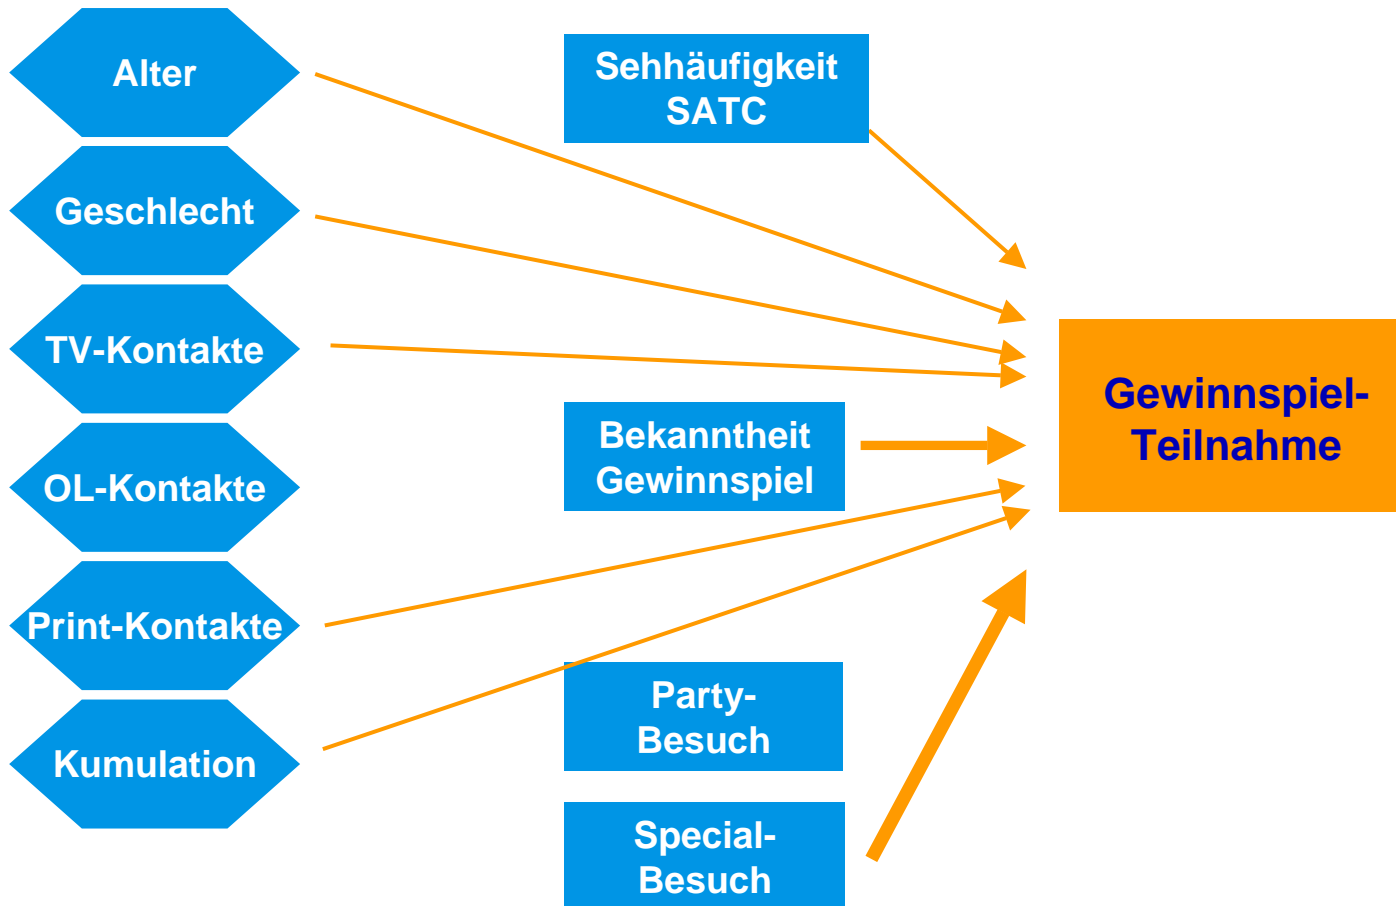 Alter
Geschlecht
TV-Kontakte
OL-Kontakte
Print-Kontakte
Kumulation
Sehhäufigkeit
SATC
Bekanntheit
Gewinnspiel
Party-
Besuch
Special-
Besuch
Gewinnspiel-
Teilnahme